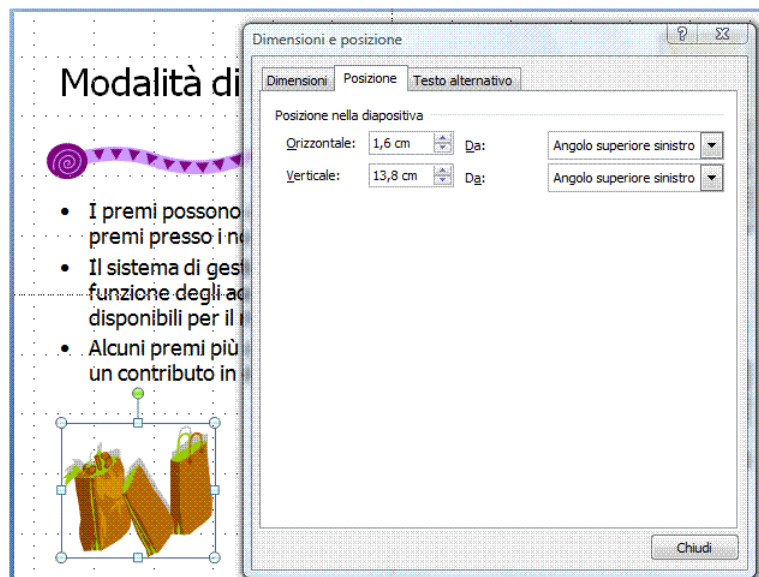 Dimensioni e posizione
Modalità di
Dimensioni Posizione Testo alternativo
Posizione nella diapositiva
Orizzontale: 1,6 cm Da: Angolo superiore sinistro
Verticale: 13,8 cm Da: Angolo superiore sinistro
I premi possono
premi presso i
Il sistema di
funzione degli
disponibili per il
Alcuni premi più
un contributo in
Chiudi